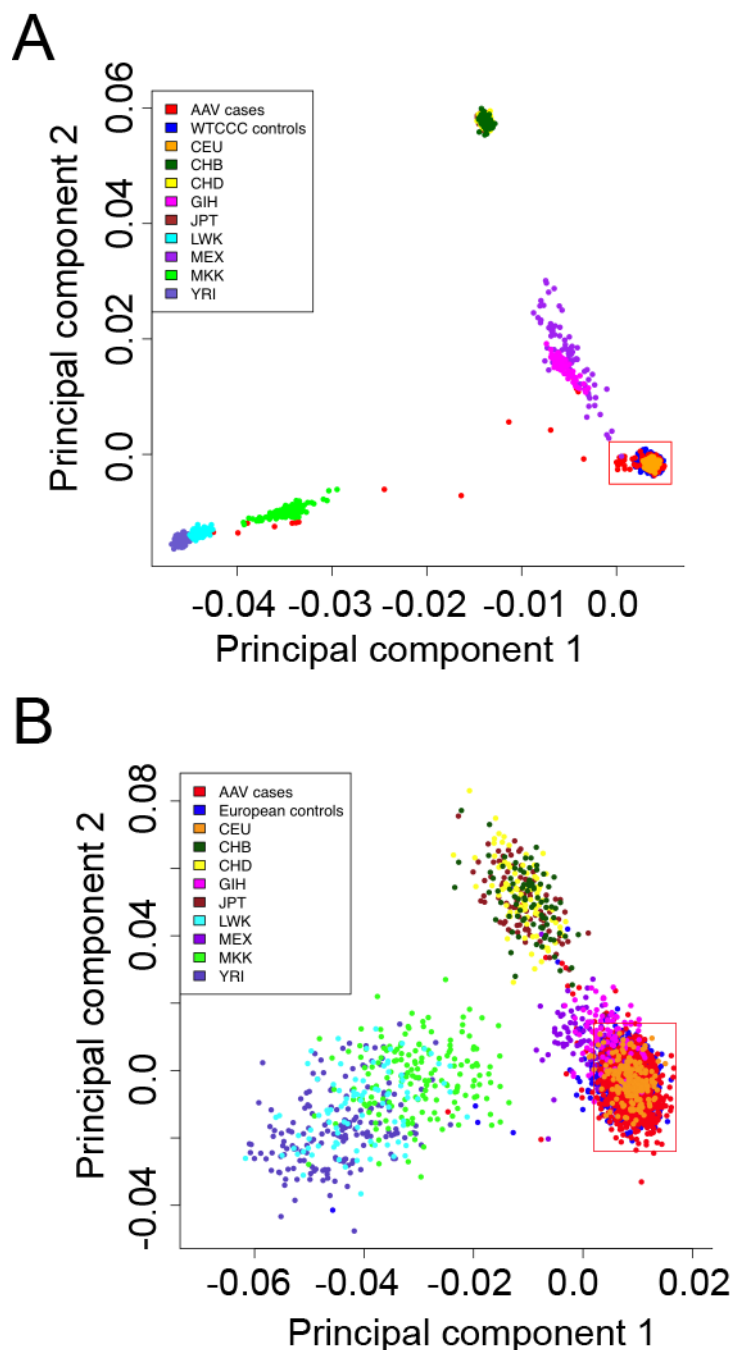 A
Principal component 2
0.06
0.04
0.02
0.0
AAV cases
WTCCC controls
CEU
CHB
CHD
GIH
JPT
LWK
MEX
MKK
YRI
-0.04 -0.03 -0.02 -0.01 0.0
Principal component 1
B
Principal component 2
0.08
0.04
0.0
-0.04
AAV cases
European controls
CEU
CHB
CHD
GIH
JPT
LWK
MEX
MKK
YRI
-0.06 -0.04 -0.02 0.0 0.02
Principal component 1